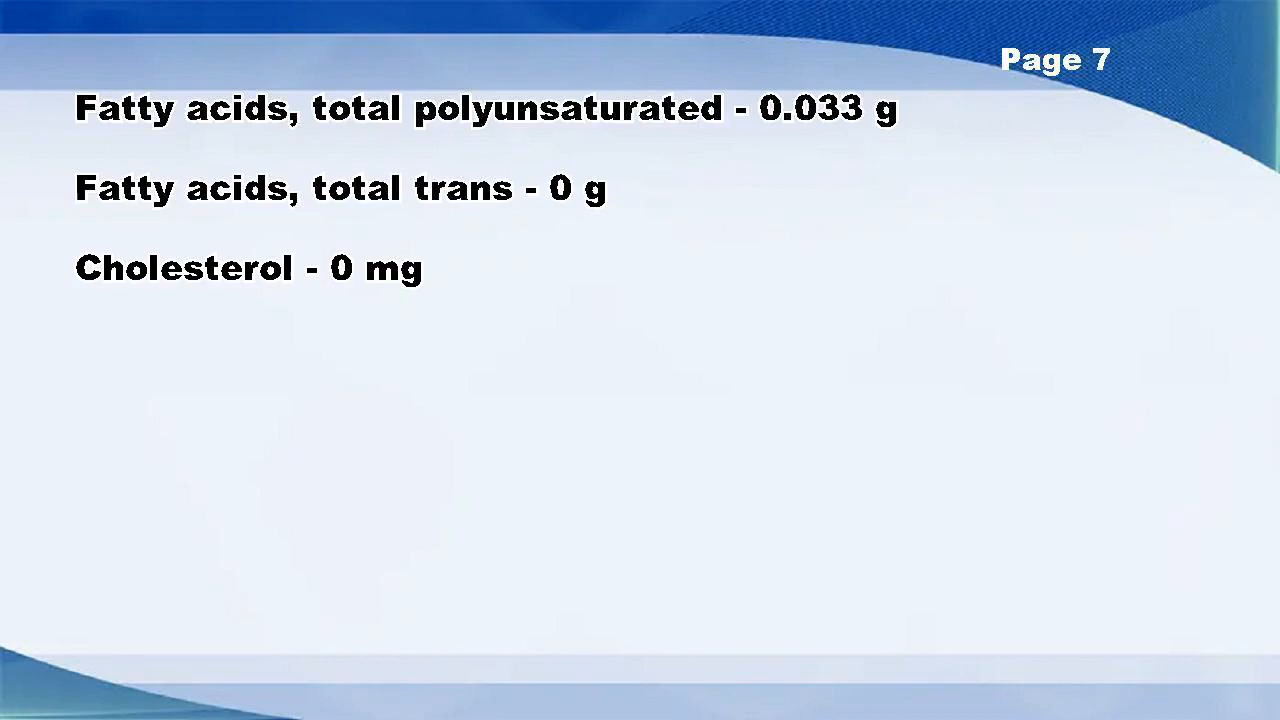 Page 7
Fatty acids, total polyunsaturated - 0.033 g
Fatty acids, total trans - 0 g
Cholesterol - 0 mg